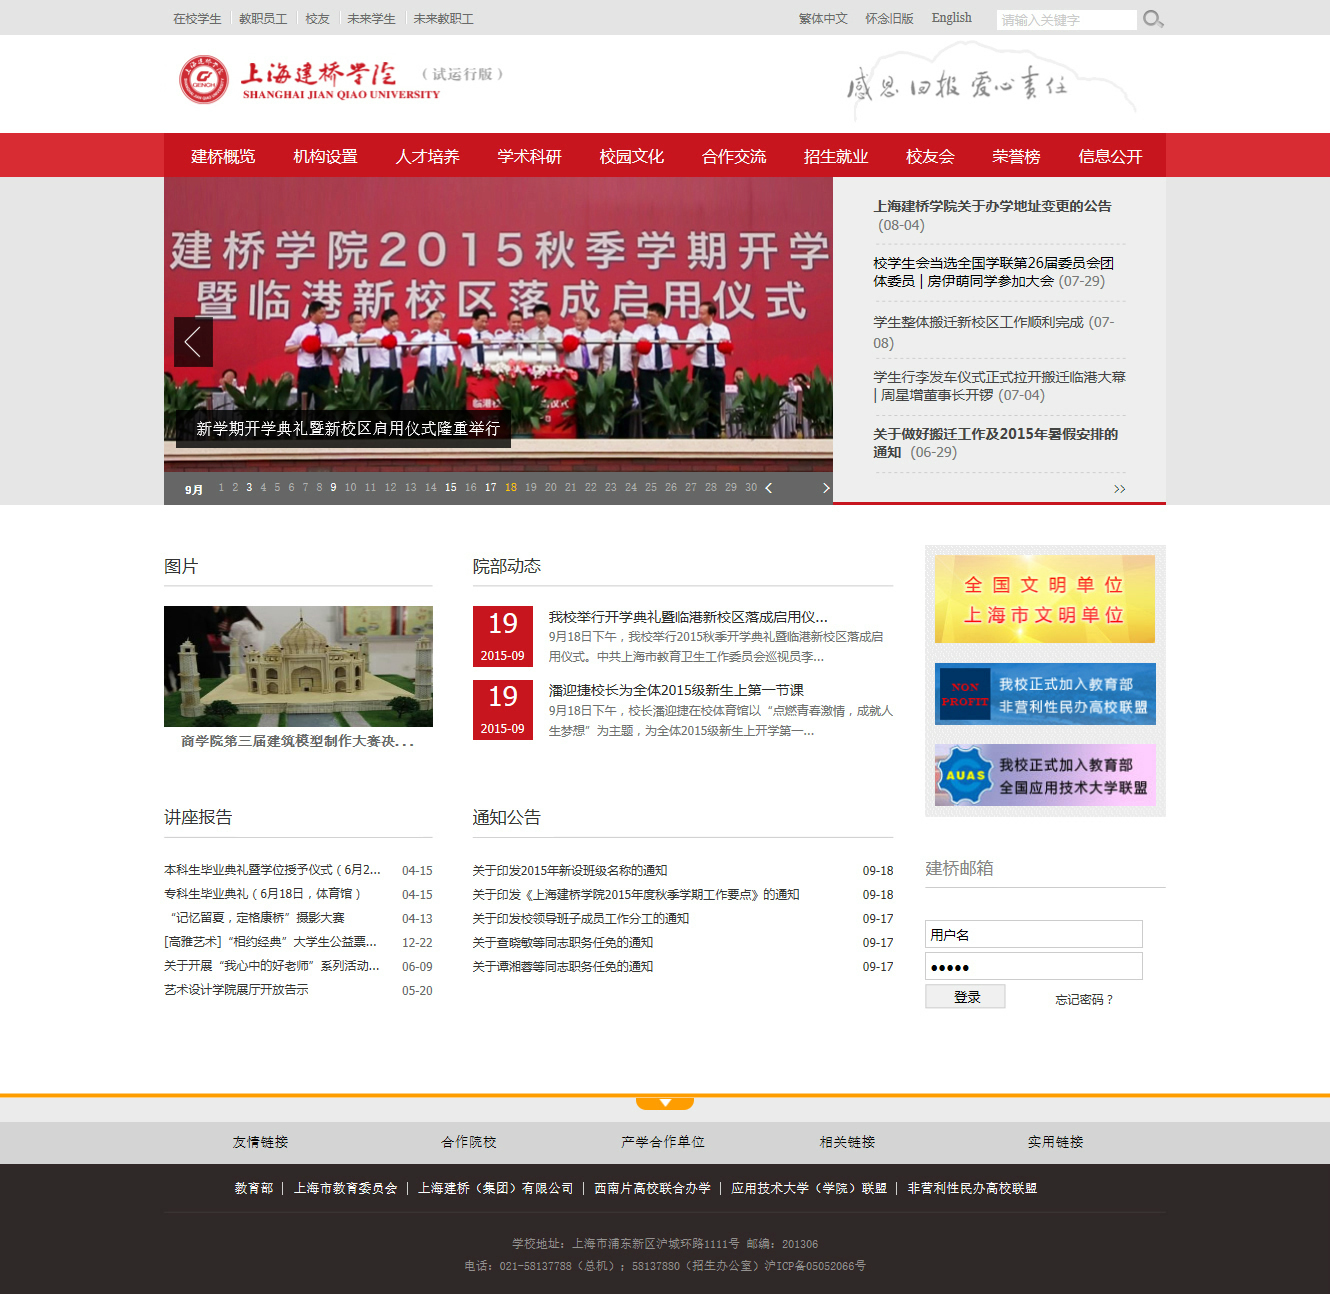 在校学生 教职员工 校友 未来学生 未来教职工 繁体中文 怀念旧版 English 请输入关键字
上海建桥学院 （试运行版）
SHANGHAI JIAN QIAO UNIVERSITY
感恩 回报 爱心 责任
建桥概览 机构设置 人才培养 学术科研 校园文化 合作交流 招生就业 校友会 荣誉榜 信息公开
建桥学院2015秋季学期开学
暨临港新校区落成启用仪式
新学期开学典礼暨新校区启用仪式隆重举行
9月 1 2 3 4 5 6 7 8 9 10 11 12 13 14 15 16 17 18 19 20 21 22 23 24 25 26 27 28 29 30
上海建桥学院关于办学地址变更的公告
(08-04)
校学生会当选全国学联第26届委员会团
体委员 | 房伊萌同学参加大会 (07-29)
学生整体搬迁新校区工作顺利完成 (07-
08)
学生行李发车仪式正式拉开搬迁临港大幕
| 周星增董事长开锣 (07-04)
关于做好搬迁工作及2015年暑假安排的
通知 (06-29)
>>
图片
商学院第三届建筑模型制作大赛决...
院部动态
19
2015-09
我校举行开学典礼暨临港新校区落成启用仪...
9月18日下午，我校举行2015秋季开学典礼暨临港新校区落成启
用仪式。中共上海市教育卫生工作委员会巡视员李...
19
2015-09
潘迎捷校长为全体2015级新生上第一节课
9月18日下午，校长潘迎捷在校体育馆以“点燃青春激情，成就人
生梦想”为主题，为全体2015级新生上开学第一...
全国文明单位
上海市文明单位
NON
PROFIT
我校正式加入教育部
非营利性民办高校联盟
AUAS
我校正式加入教育部
全国应用技术大学联盟
讲座报告
本科生毕业典礼暨学位授予仪式（6月2... 04-15
专科生毕业典礼（6月18日，体育馆） 04-15
“记忆留夏，定格康桥”摄影大赛 04-13
[高雅艺术]“相约经典”大学生公益票... 12-22
关于开展“我心中的好老师”系列活动... 06-09
艺术设计学院展厅开放告示 05-20
通知公告
关于印发2015年新设班级名称的通知 09-18
关于印发《上海建桥学院2015年度秋季学期工作要点》的通知 09-18
关于印发校领导班子成员工作分工的通知 09-17
关于查晓敏等同志职务任免的通知 09-17
关于谭湘蓉等同志职务任免的通知 09-17
建桥邮箱
用户名
●●●●●
登录 忘记密码？
友情链接 合作院校 产学合作单位 相关链接 实用链接
教育部 | 上海市教育委员会 | 上海建桥（集团）有限公司 | 西南片高校联合办学 | 应用技术大学（学院）联盟 | 非营利性民办高校联盟
学校地址：上海市浦东新区沪城环路1111号 邮编：201306
电话：021-58137788（总机）；58137880（招生办公室）沪ICP备05052066号